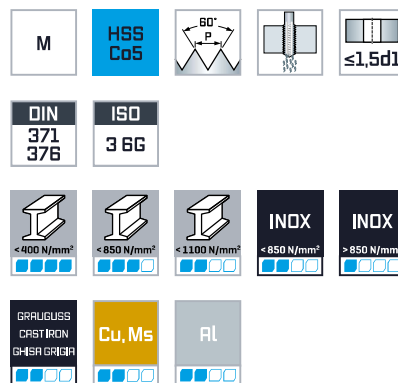 M
HSS
Co5
60°
P
≤1,5d1
DIN
371
376
ISO
3 6G
<400 N/mm²
<850 N/mm²
<1100 N/mm²
INOX
<850 N/mm²
INOX
>850 N/mm²
GRAUGUSS
CAST IRON
GHISA GRIGIA
Cu, Ms
Al